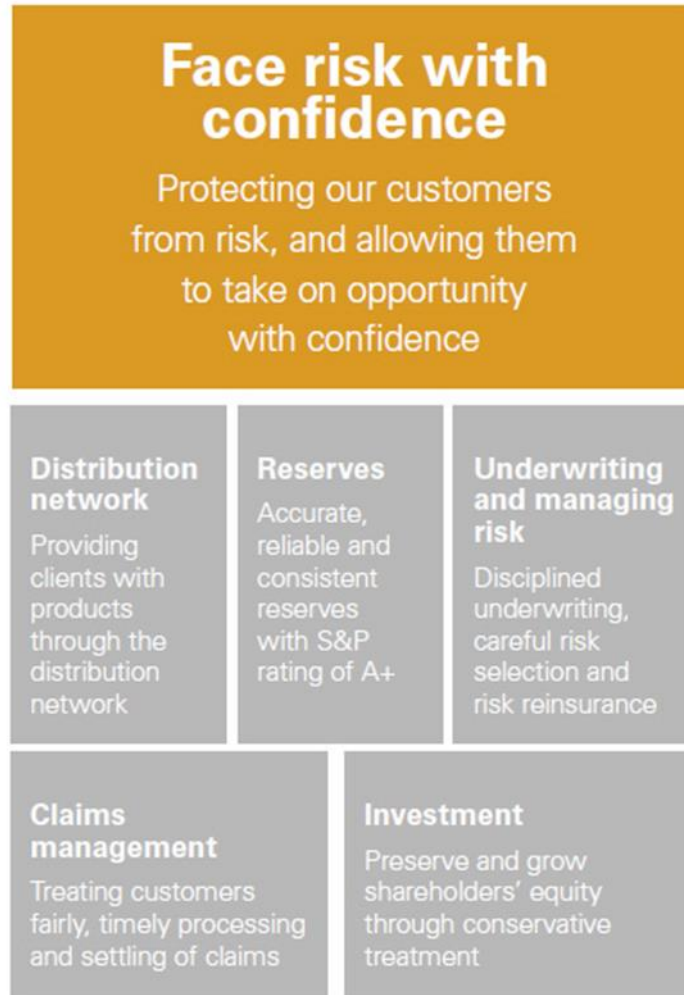 Face risk with
confidence
Protecting our customers
from risk, and allowing them
to take on opportunity
with confidence
Distribution
network
Providing
clients with
products
through the
distribution
network
Reserves
Accurate,
reliable and
consistent
reserves
with S&P
rating of A+
Underwriting
and managing
risk
Disciplined
underwriting,
careful risk
selection and
risk reinsurance
Claims
management
Treating customers
fairly, timely processing
and settling of claims
Investment
Preserve and grow
shareholders’ equity
through conservative
treatment